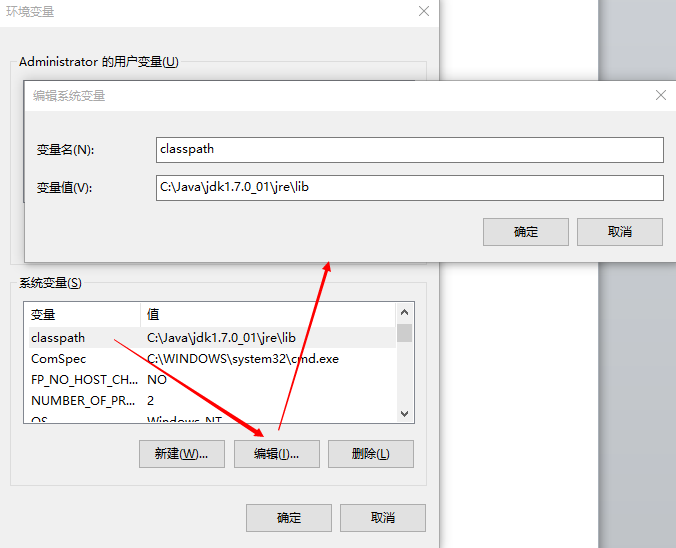 环境变量
Administrator 的用户变量(U)
编辑系统变量
变量名(N):
classpath
变量值(V):
C:\Java\jdk1.7.0_01\jre\lib
确定
取消
系统变量(S)
变量 值
classpath C:\Java\jdk1.7.0_01\jre\lib
ComSpec C:\WINDOWS\system32\cmd.exe
FP_NO_HOST_CH... NO
NUMBER_OF_PR... 2
OS Windows_NT
新建(W)...
编辑(I)...
删除(L)
确定
取消